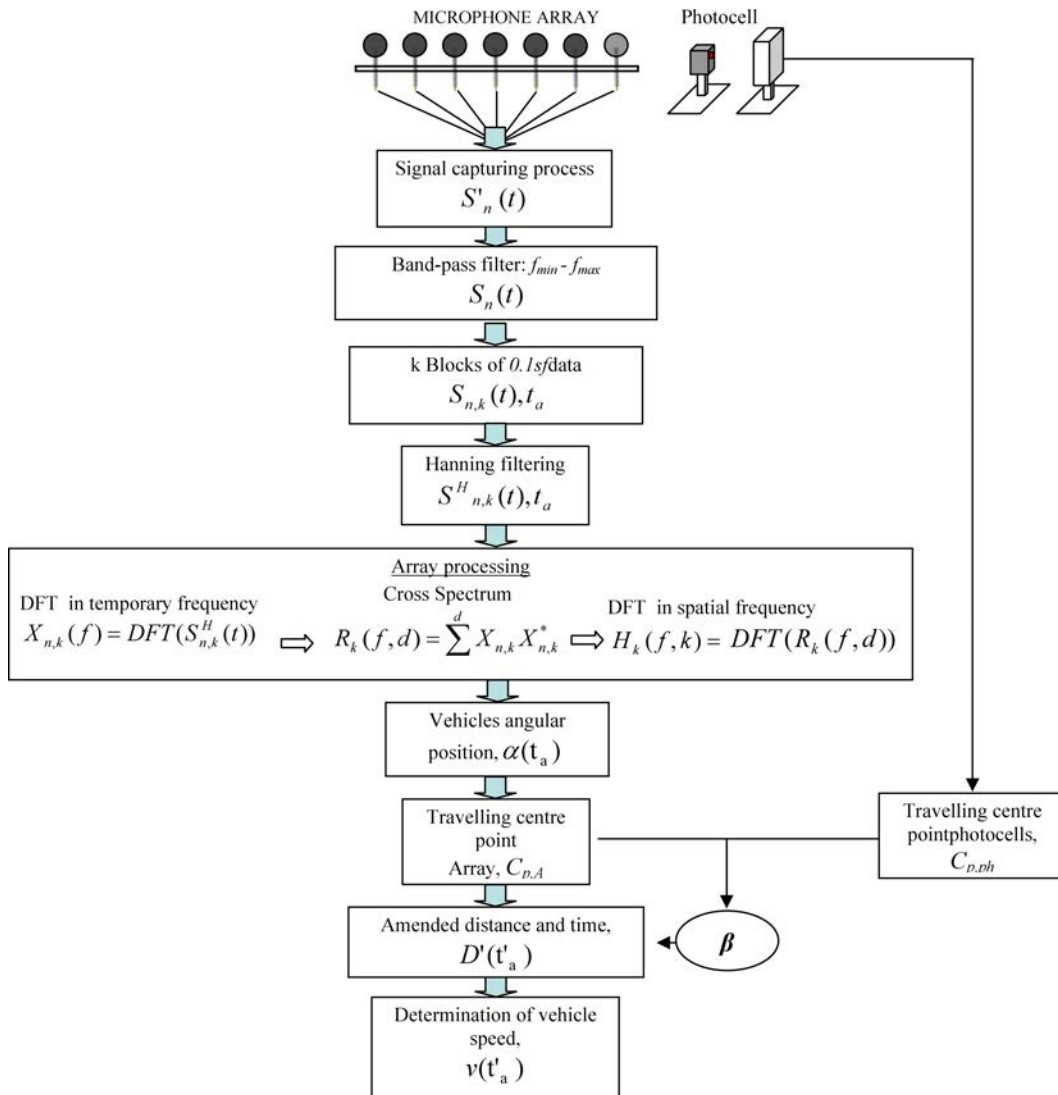 MICROPHONE ARRAY
Photocell
Signal capturing process
S'n (t)
Band-pass filter: fmin - fmax
Sn(t)
k Blocks of 0.1sfdata
Sn,k(t), ta
Hanning filtering
S^H n,k(t), ta
Array processing
Cross Spectrum
DFT in temporary frequency
Xn,k(f) = DFT(S^H n,k(t))
⇨ Rk(f,d) = ∑^d Xn,k X*n,k
DFT in spatial frequency
⇨ Hk(f,k) = DFT(Rk(f,d))
Vehicles angular
position, α(ta)
Travelling centre
point
Array, Cp.A
Travelling centre
pointphotocells,
Cp,ph
Amended distance and time,
D'(t'a)
β
Determination of vehicle
speed,
v(t'a)